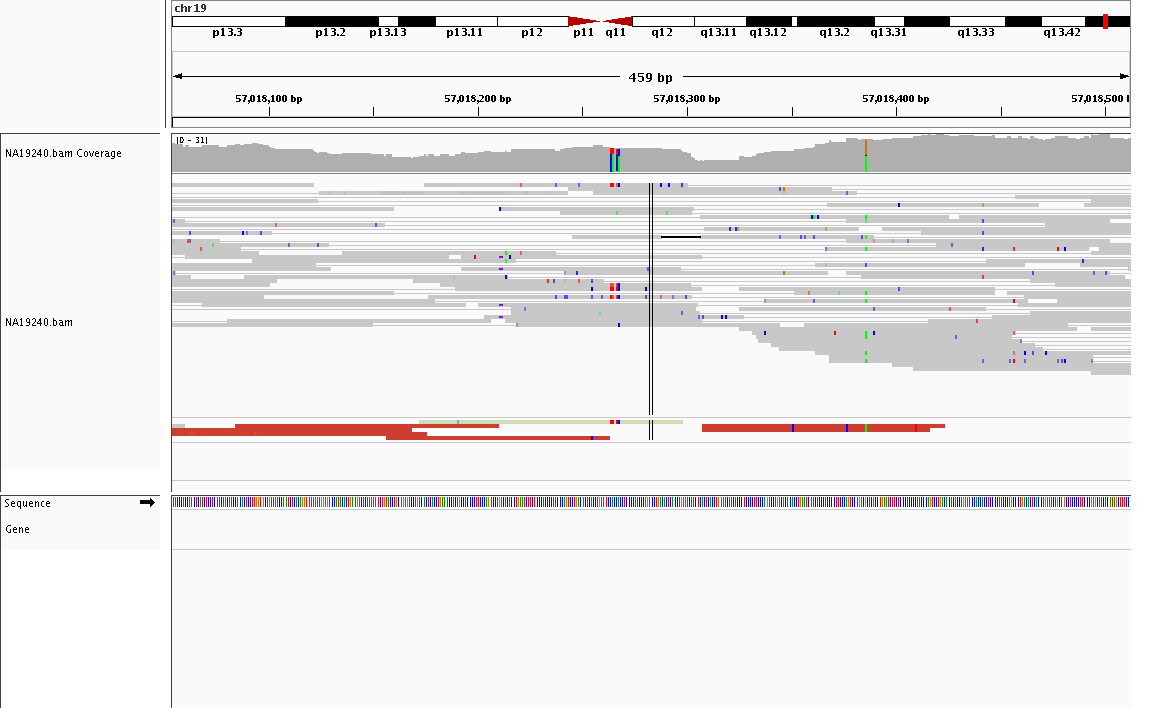 chr19
p13.3 p13.2 p13.13 p13.11 p12 p11 q11 q12 q13.11 q13.12 q13.2 q13.31 q13.33 q13.42
459 bp
57,018,100 bp 57,018,200 bp 57,018,300 bp 57,018,400 bp 57,018,500
[0 - 31]
NA19240.bam Coverage
NA19240.bam
Sequence
Gene